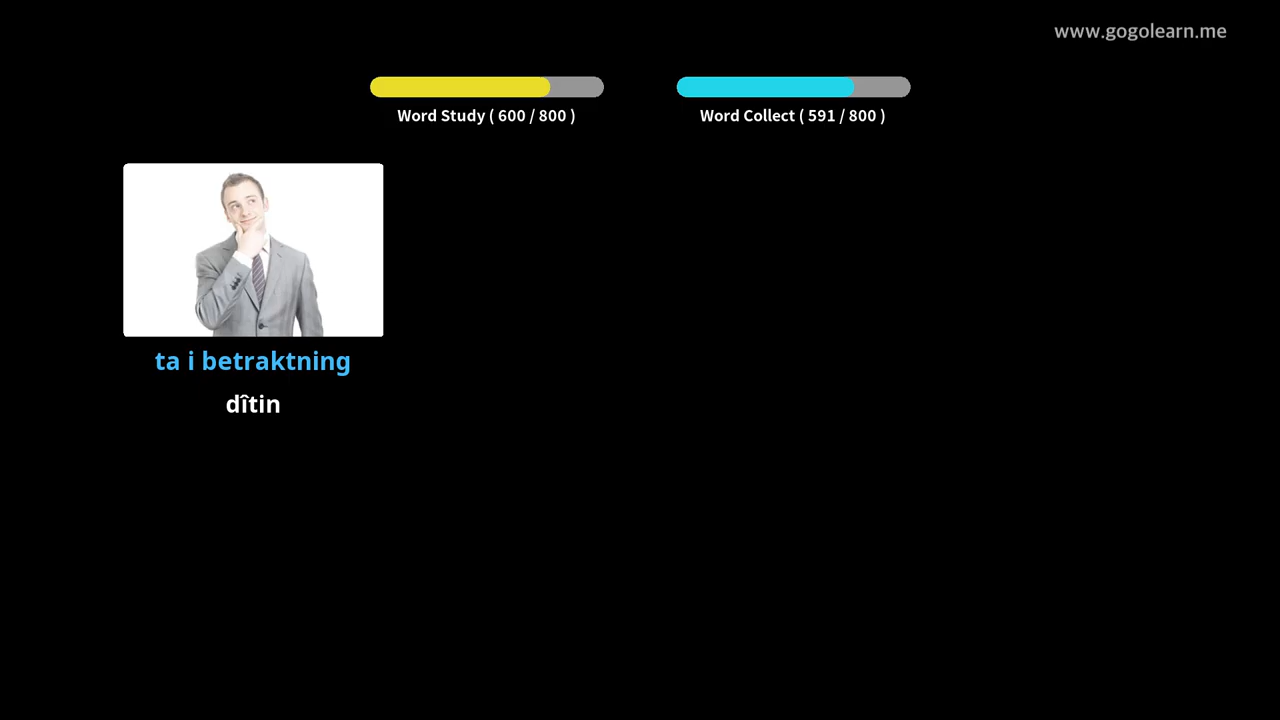 www.gogolearn.me
Word Study ( 600 / 800 )
Word Collect ( 591 / 800 )
ta i betraktning
dîtin